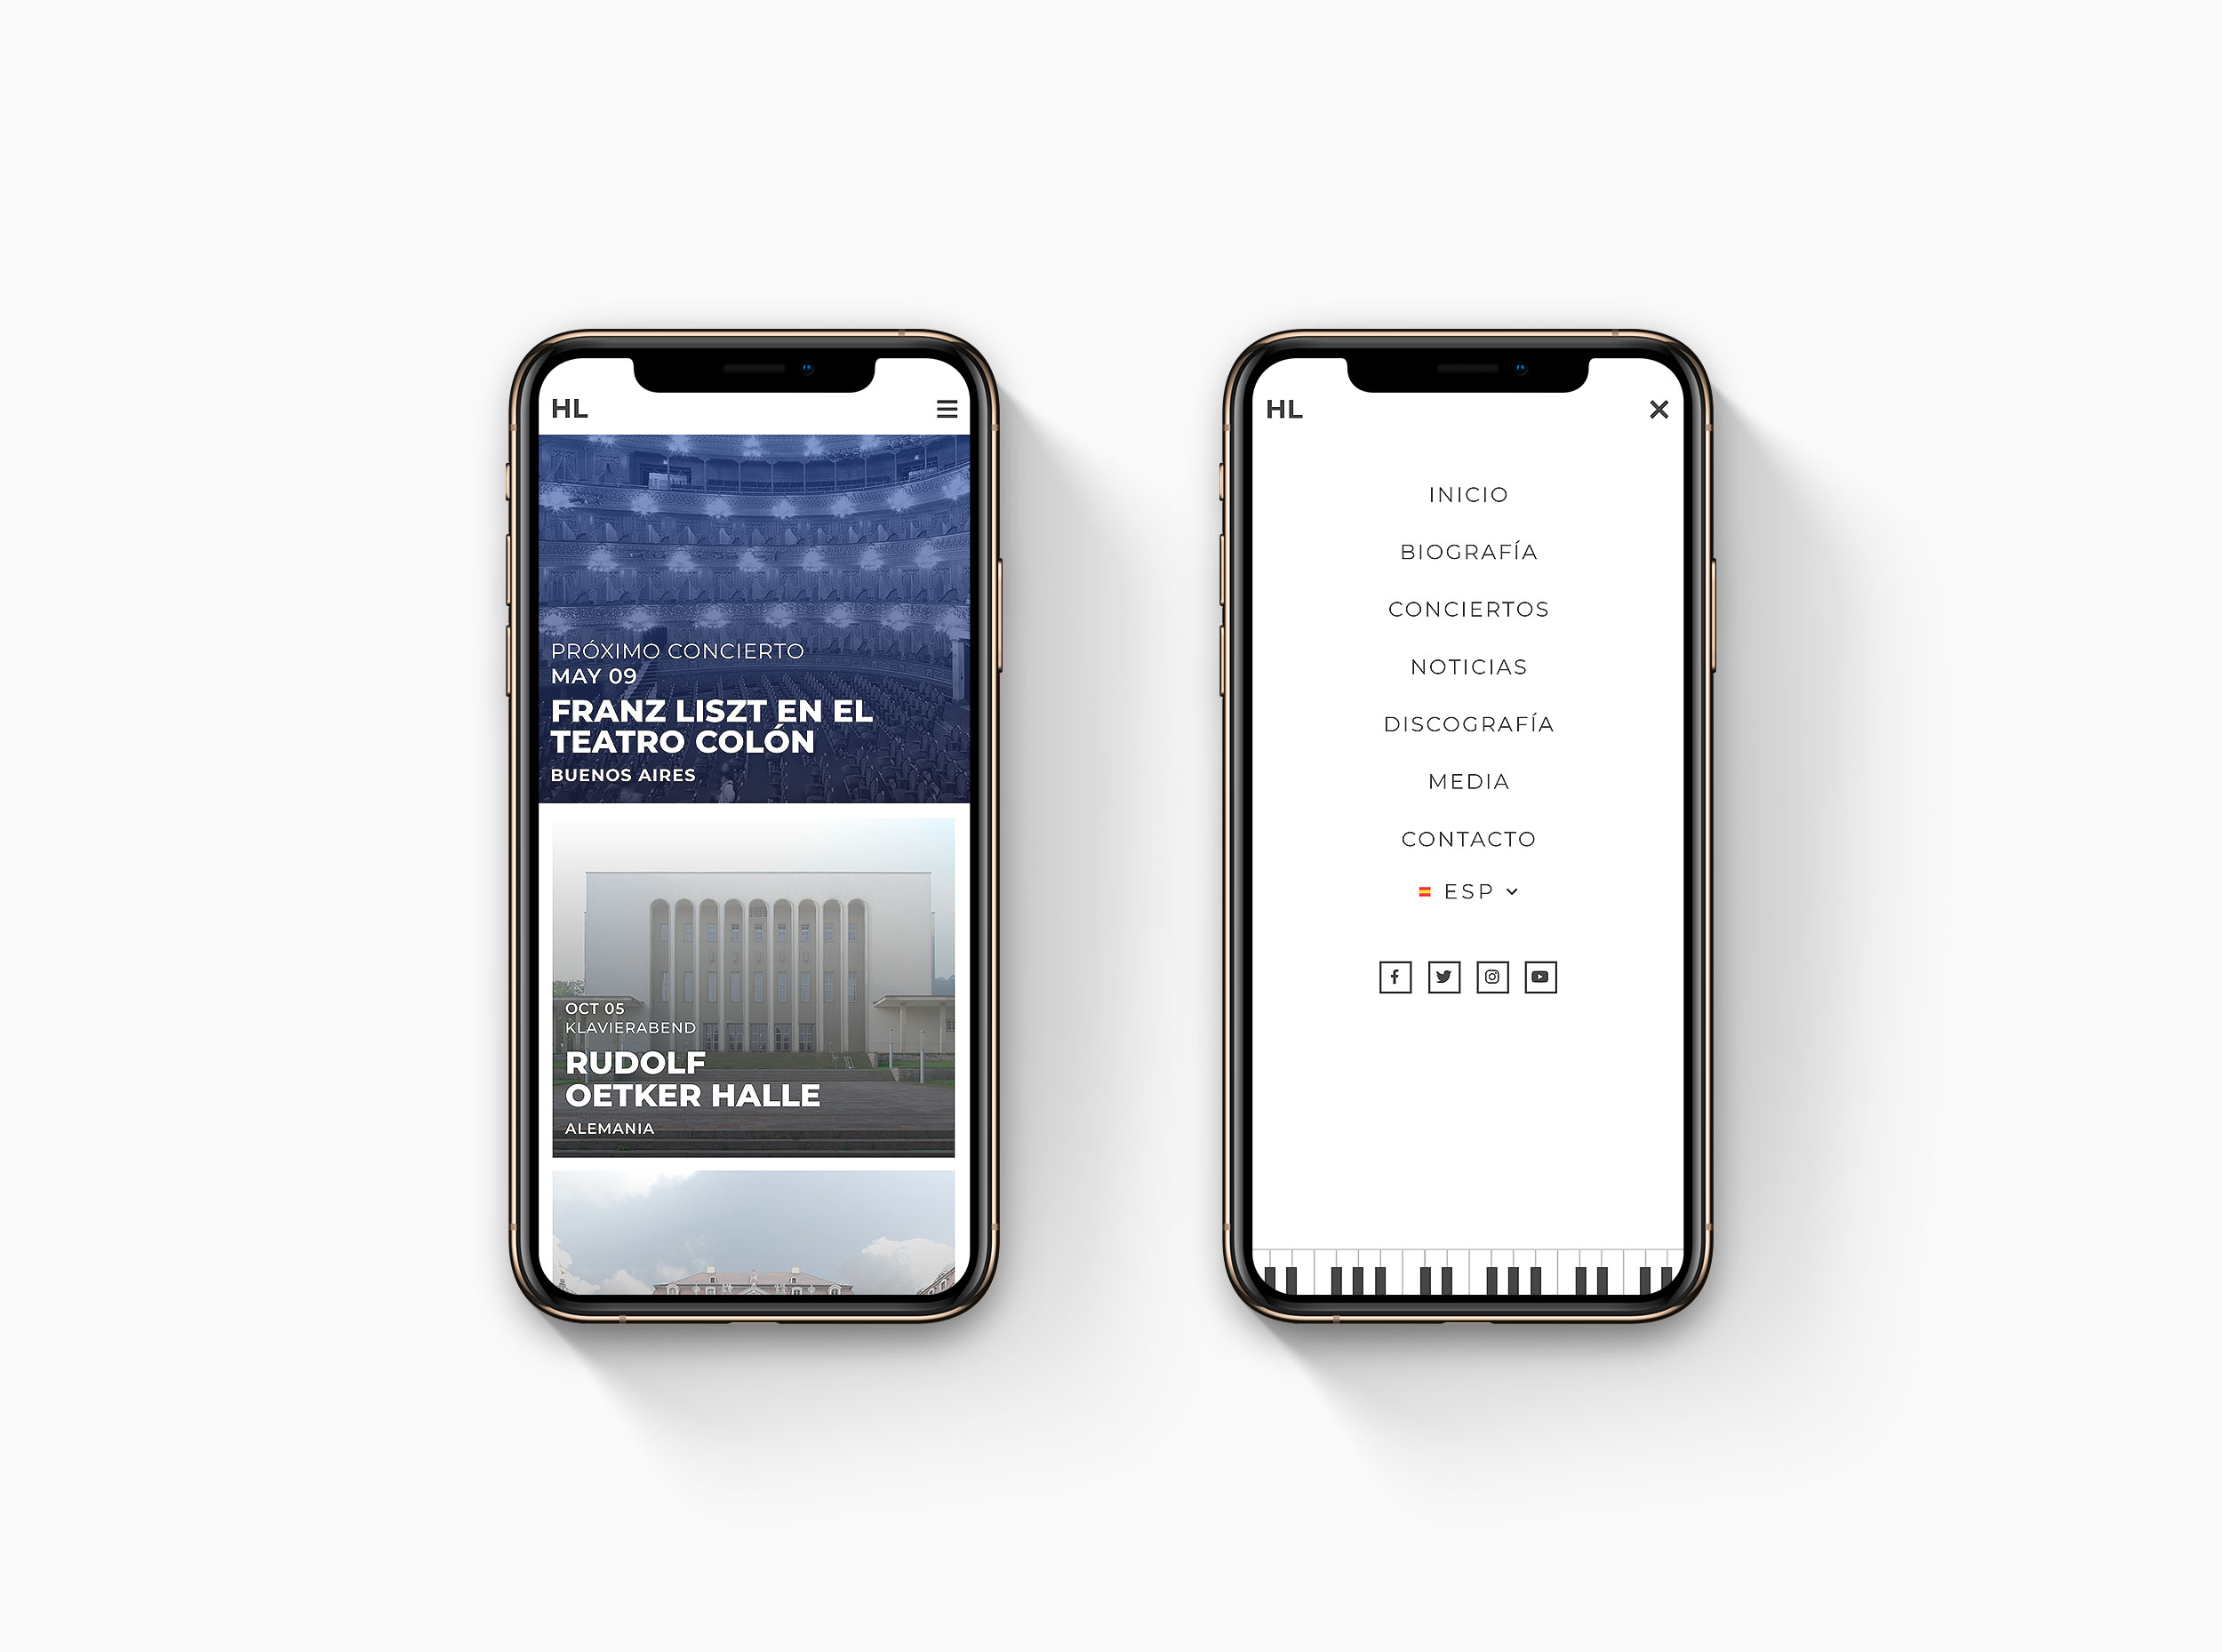 HL
PRÓXIMO CONCIERTO
MAY 09
FRANZ LISZT EN EL
TEATRO COLÓN
BUENOS AIRES
OCT 05
KLAVIERABEND
RUDOLF
OETKER HALLE
ALEMANIA
HL
INICIO
BIOGRAFÍA
CONCIERTOS
NOTICIAS
DISCOGRAFÍA
MEDIA
CONTACTO
ESP